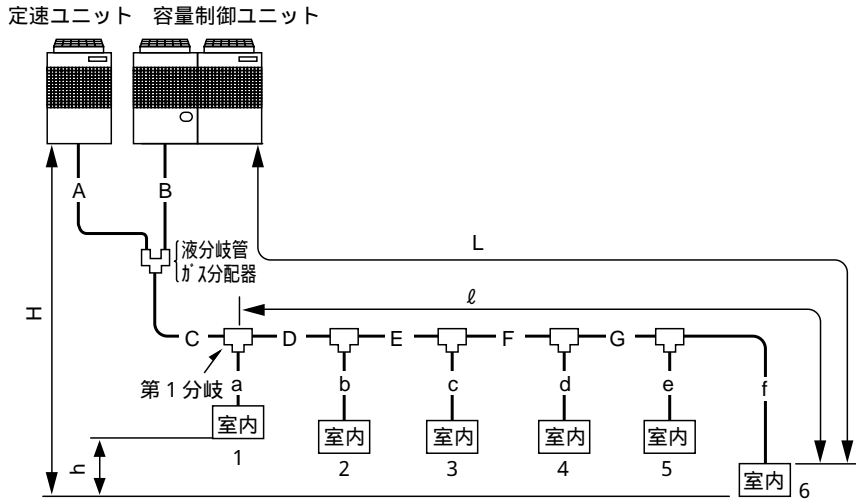 定速ユニット 容量制御ユニット
A B
液分岐管
ガス分配器
L
H
ℓ
C D E F G
第1分岐 a b c d e f
室内 室内 室内 室内 室内
1 2 3 4 5
h
室内 6